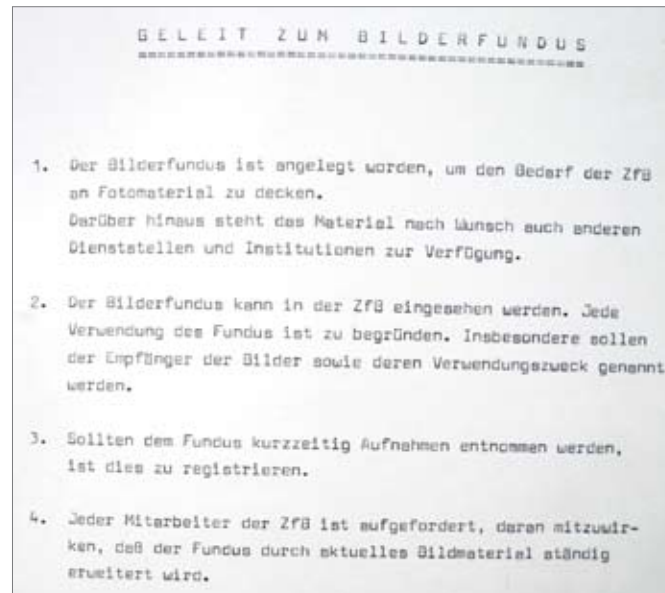 GELEIT ZUM BILDERFUNDUS
1. Der Bilderfundus ist angelegt worden, um den Bedarf der ZfB
an Fotomaterial zu decken.
Darüber hinaus steht das Material nach Wunsch auch anderen
Dienststellen und Institutionen zur Verfügung.
2. Der Bilderfundus kann in der ZfB eingesehen werden. Jede
Verwendung des Fundus ist zu begründen. Insbesondere sollen
der Empfänger der Bilder sowie deren Verwendungszweck genannt
werden.
3. Sollten dem Fundus kurzzeitig Aufnahmen entnommen werden,
ist dies zu registrieren.
4. Jeder Mitarbeiter der ZfB ist aufgefordert, daran mitzuwir-
ken, daß der Fundus durch aktuelles Bildmaterial ständig
erweitert wird.